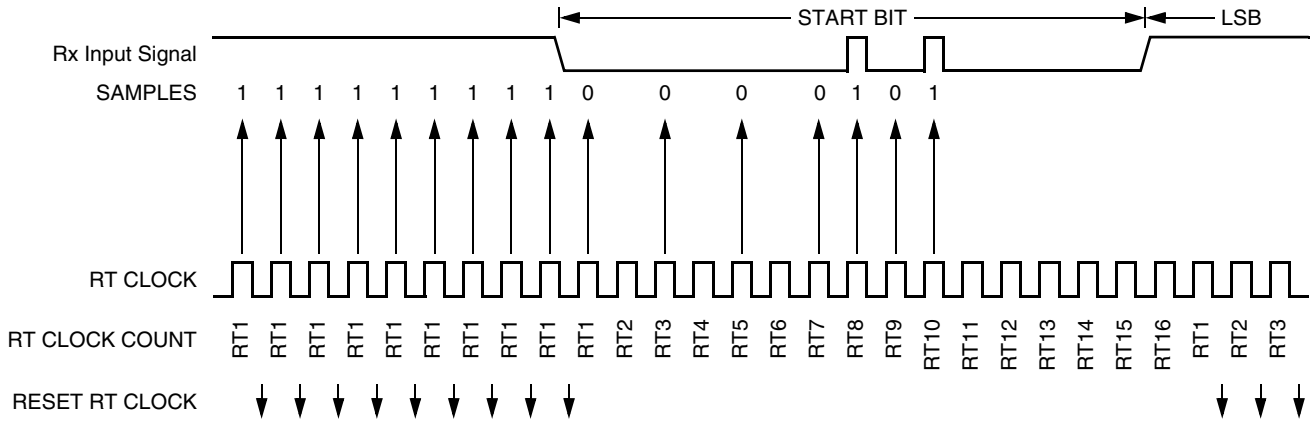 START BIT
LSB
Rx Input Signal
SAMPLES 1 1 1 1 1 1 1 1 1 0 0 0 0 1 0 1
RT CLOCK
RT CLOCK COUNT RT1 RT1 RT1 RT1 RT1 RT1 RT1 RT1 RT1 RT1 RT2 RT3 RT4 RT5 RT6 RT7 RT8 RT9 RT10 RT11 RT12 RT13 RT14 RT15 RT16 RT1 RT2 RT3
RESET RT CLOCK